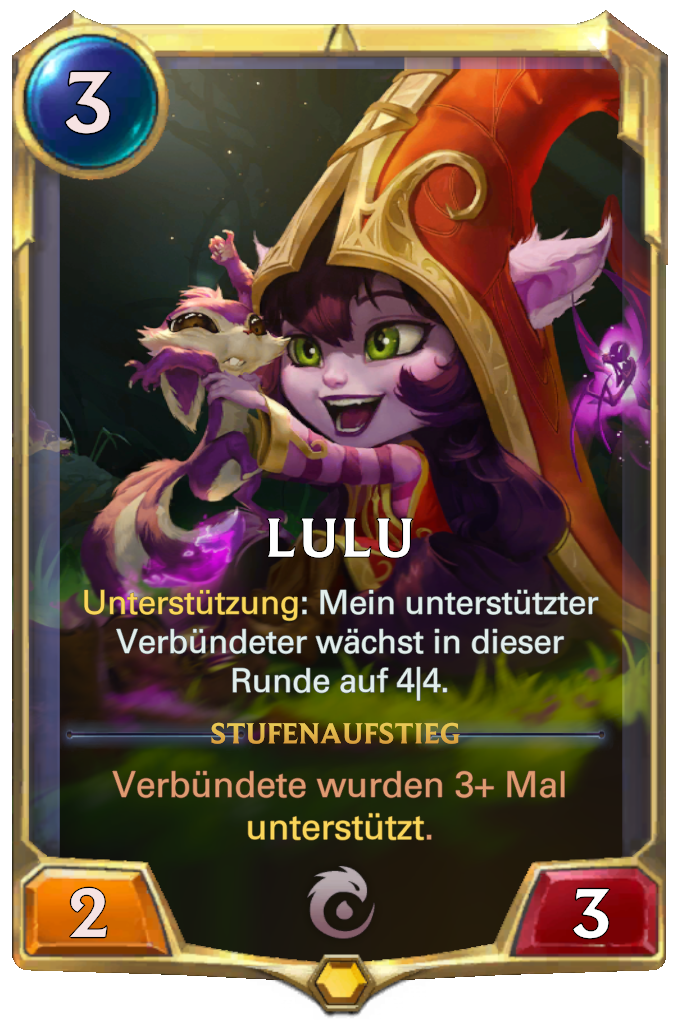 3
LULU
Unterstützung: Mein unterstützter
Verbündeter wächst in dieser
Runde auf 4|4.
STUFENAUFSTIEG
Verbündete wurden 3+ Mal
unterstützt.
2
3